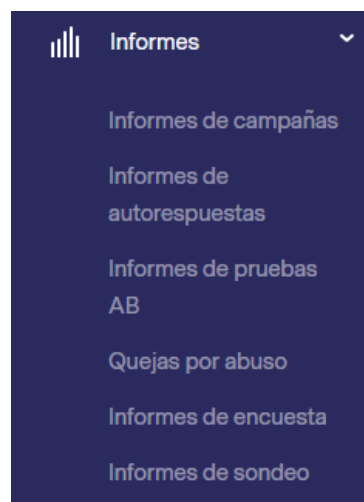 Informes
Informes de campañas
Informes de
autorespuestas
Informes de pruebas
AB
Quejas por abuso
Informes de encuesta
Informes de sondeo